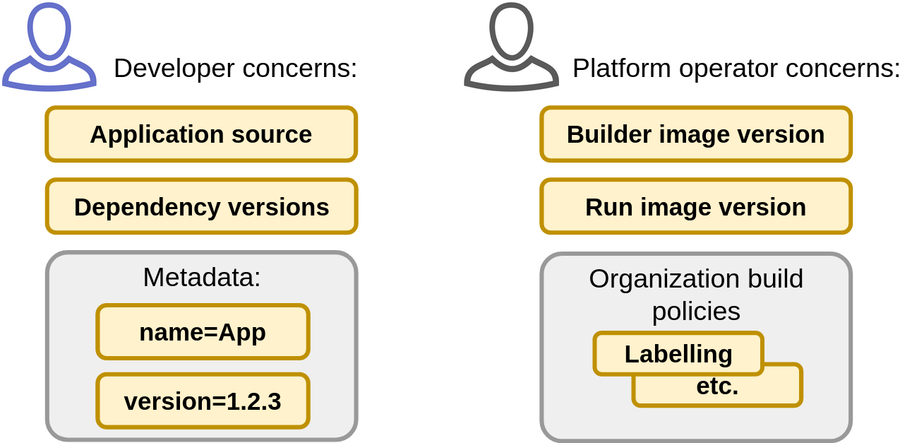 Developer concerns:
Application source
Dependency versions
Metadata:
name=App
version=1.2.3
Platform operator concerns:
Builder image version
Run image version
Organization build
policies
Labelling
etc.